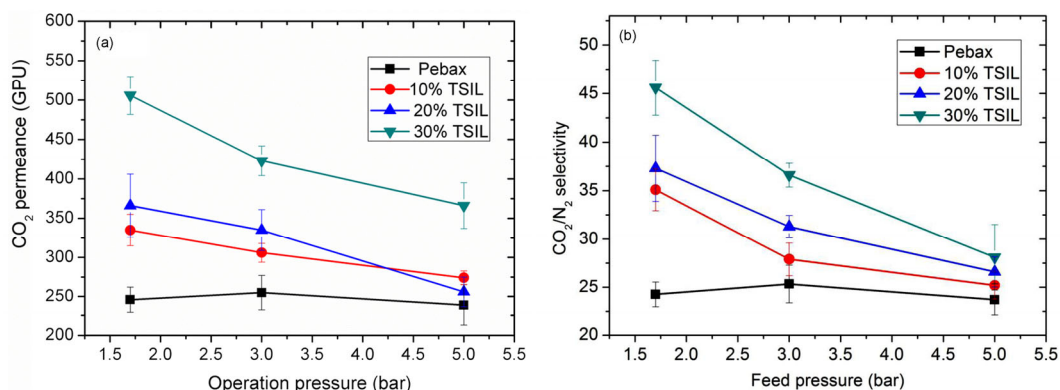 (a)
Pebax
10% TSIL
20% TSIL
30% TSIL
600
550
500
450
400
350
300
250
200
CO2 permeance (GPU)
1.5 2.0 2.5 3.0 3.5 4.0 4.5 5.0 5.5
Operation pressure (bar)
(b)
Pebax
10% TSIL
20% TSIL
30% TSIL
50
45
40
35
30
25
20
CO2/N2 selectivity
1.5 2.0 2.5 3.0 3.5 4.0 4.5 5.0 5.5
Feed pressure (bar)